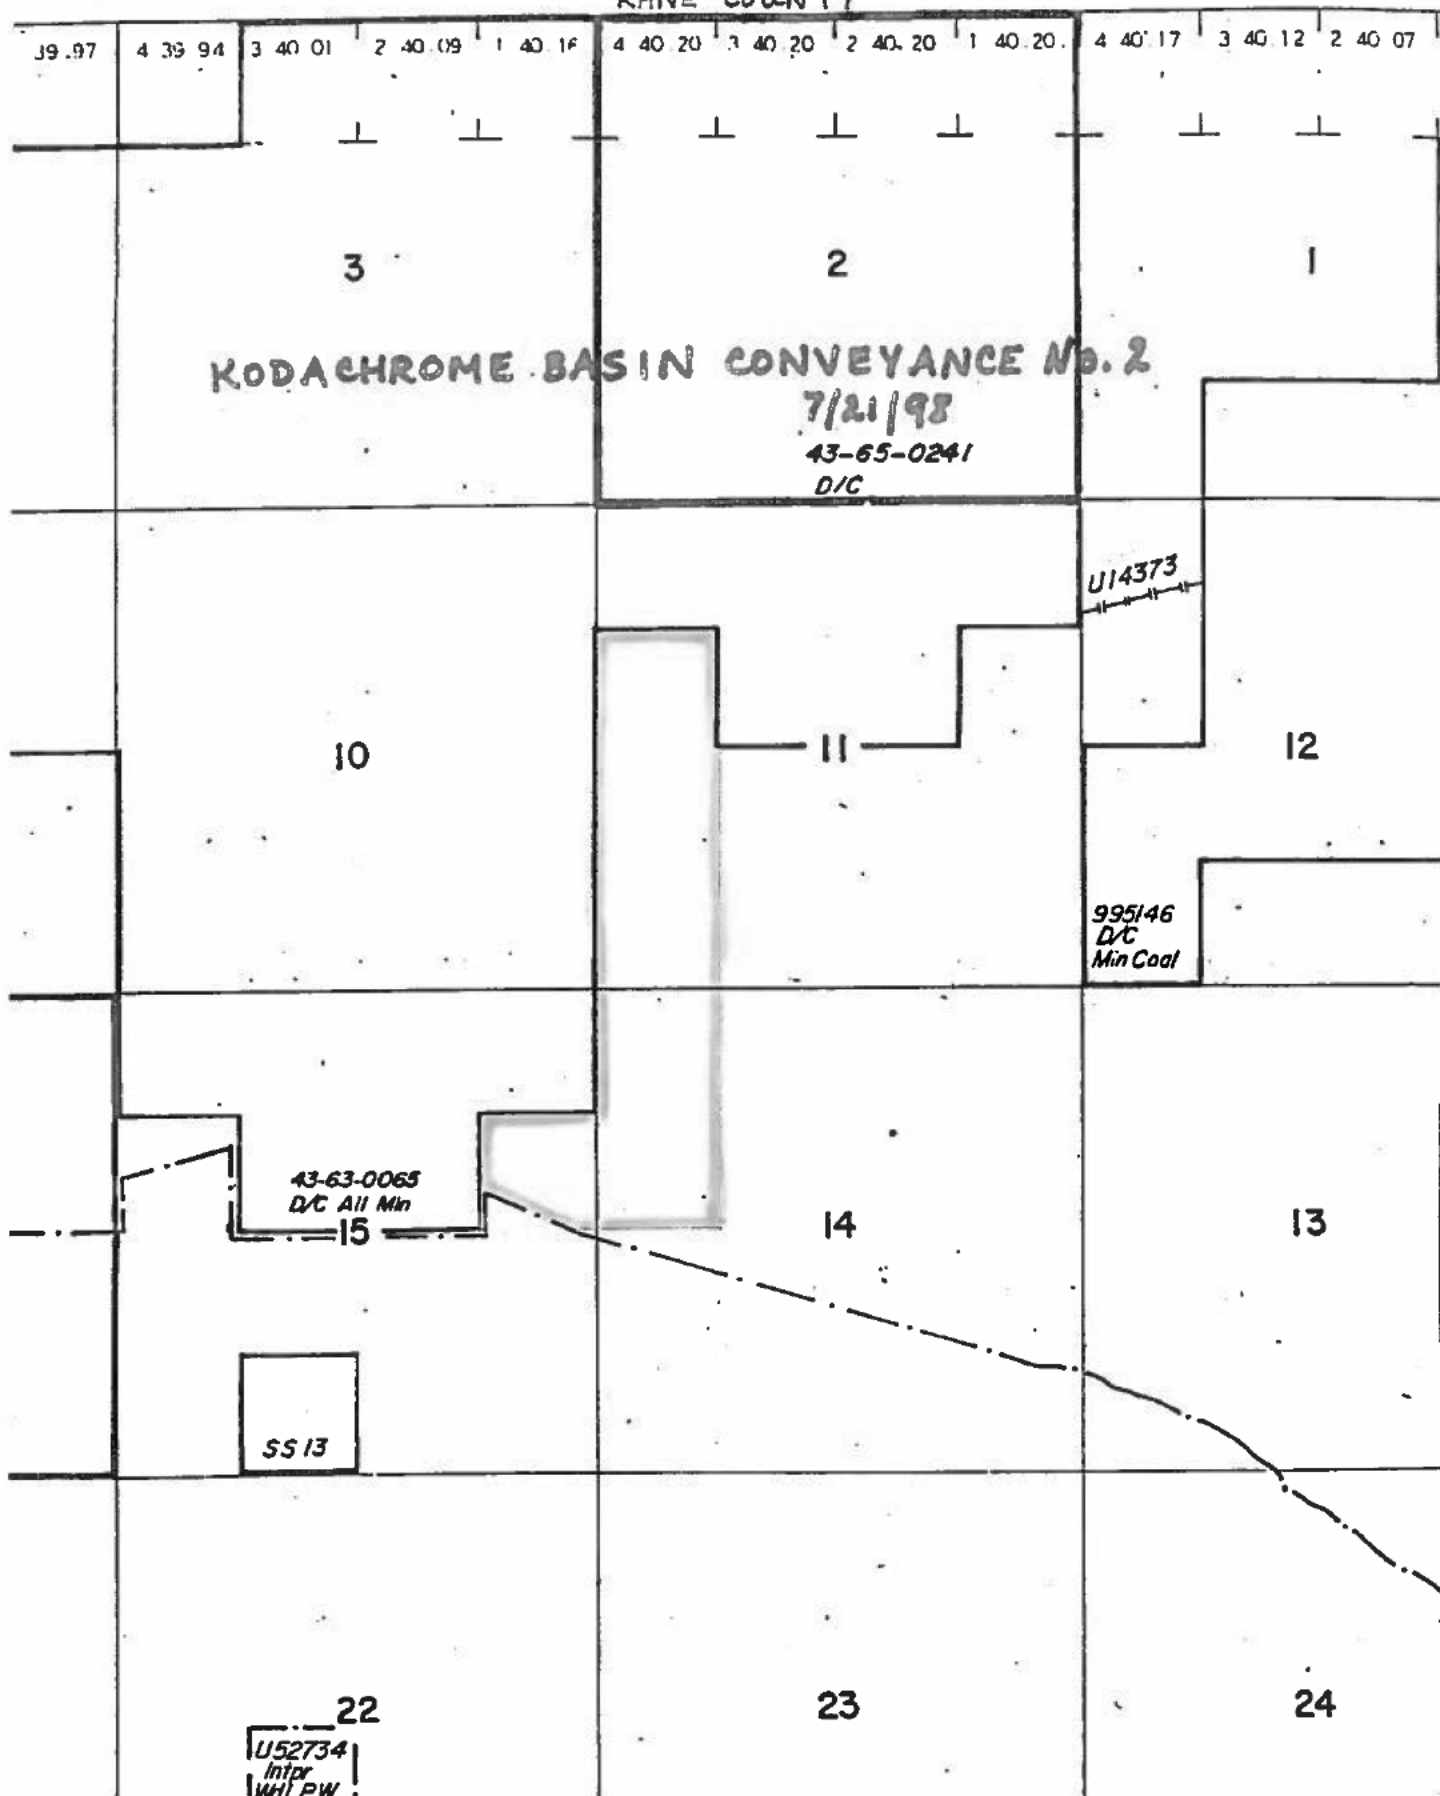 KANE COUNTY
39.97 4 39 94 3 40 01 2 40.09 1 40.16 4 40.20 3 40.20 2 40.20 1 40.20. 4 40.17 3 40.12 2 40 07
3 2 1
KODACHROME BASIN CONVEYANCE No. 2
7/21/98
43-65-0241
D/C
U14373
10 11 12
995146
D/C
Min Coal
43-63-0065
D/C All Min
15 14 13
SS 13
22 23 24
U52734
Intpr